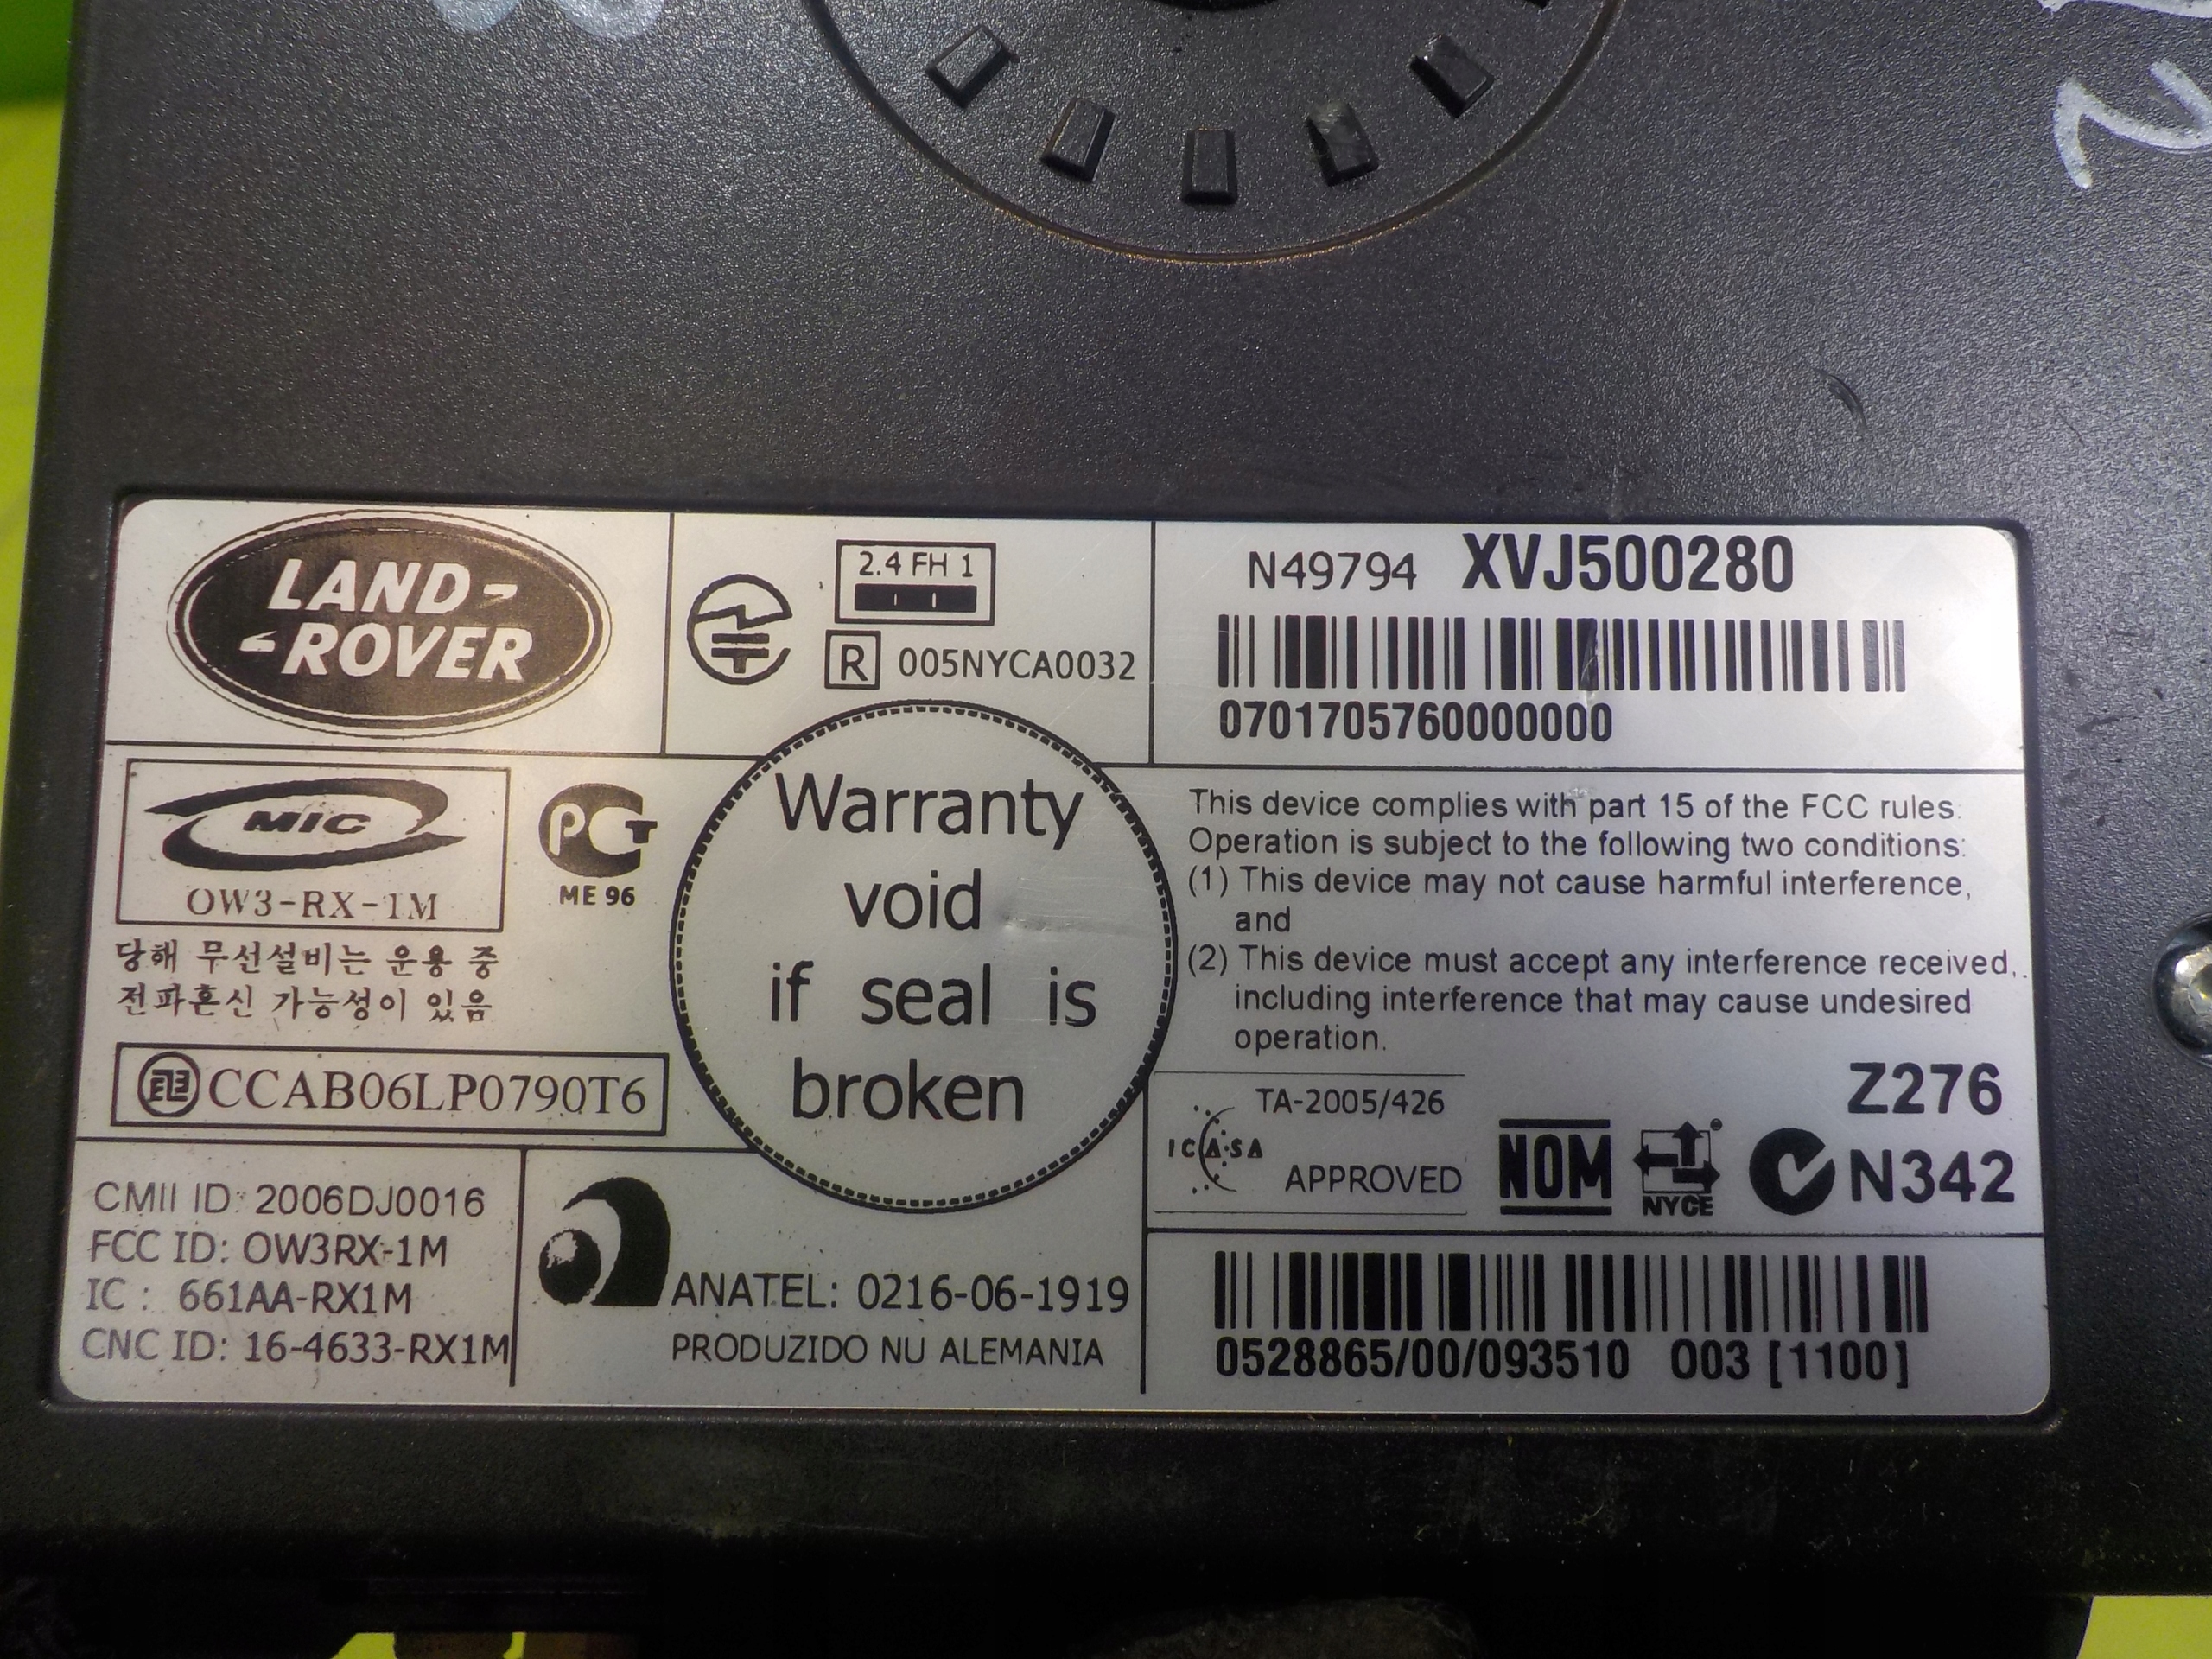 LAND-
-ROVER
2.4 FH 1
R 005NYCA0032
N49794 XVJ500280
0701705760000000
MIC
OW3-RX-1M
당해 무선설비는 운용 중
전파혼신 가능성이 있음
PCT
ME 96
CCAB06LP0790T6
Warranty
void
if seal is
broken
This device complies with part 15 of the FCC rules.
Operation is subject to the following two conditions:
(1) This device may not cause harmful interference,
and
(2) This device must accept any interference received,
including interference that may cause undesired
operation.
TA-2005/426
ICASA
APPROVED
NOM
NYCE
Z276
N342
CMII ID: 2006DJ0016
FCC ID: OW3RX-1M
IC : 661AA-RX1M
CNC ID: 16-4633-RX1M
ANATEL: 0216-06-1919
PRODUZIDO NU ALEMANIA
0528865/00/093510 003 [1100]